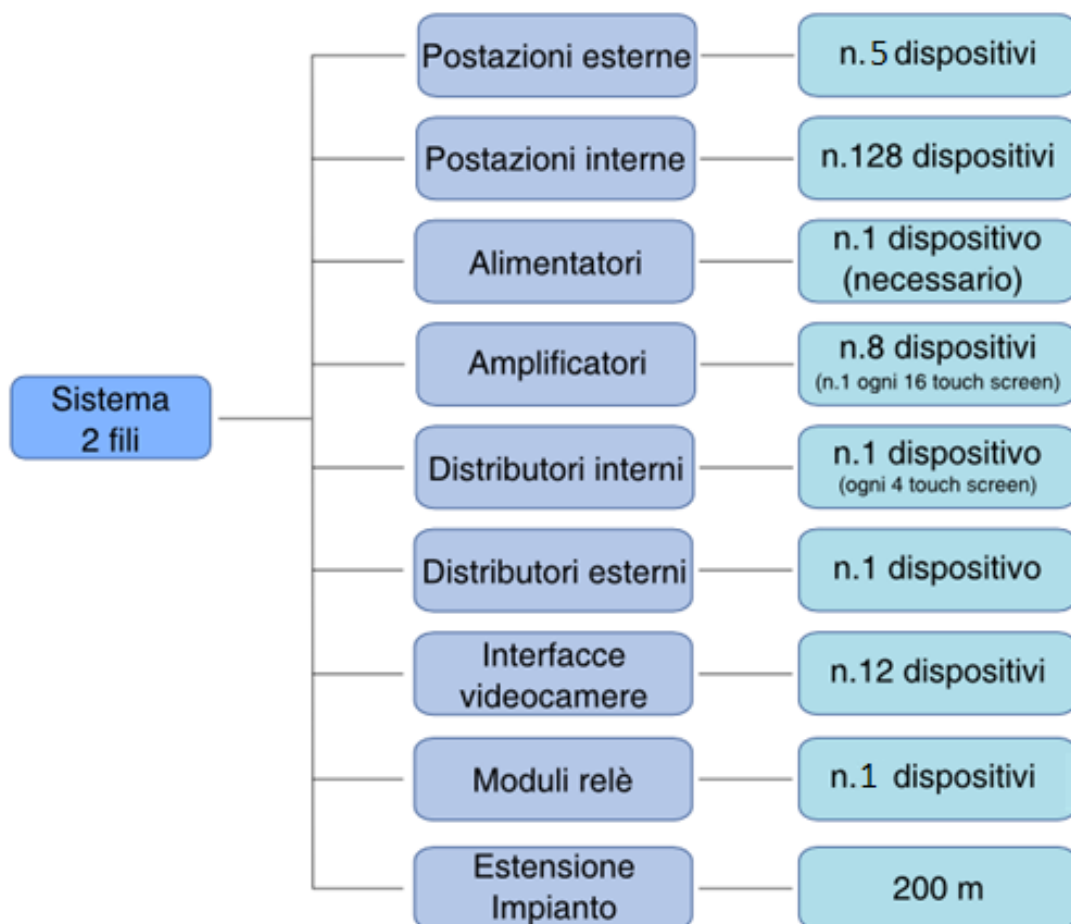 Sistema
2 fili
Postazioni esterne
n.5 dispositivi
Postazioni interne
n.128 dispositivi
Alimentatori
n.1 dispositivo
(necessario)
Amplificatori
n.8 dispositivi
(n.1 ogni 16 touch screen)
Distributori interni
n.1 dispositivo
(ogni 4 touch screen)
Distributori esterni
n.1 dispositivo
Interfacce
videocamere
n.12 dispositivi
Moduli relè
n.1 dispositivi
Estensione
Impianto
200 m